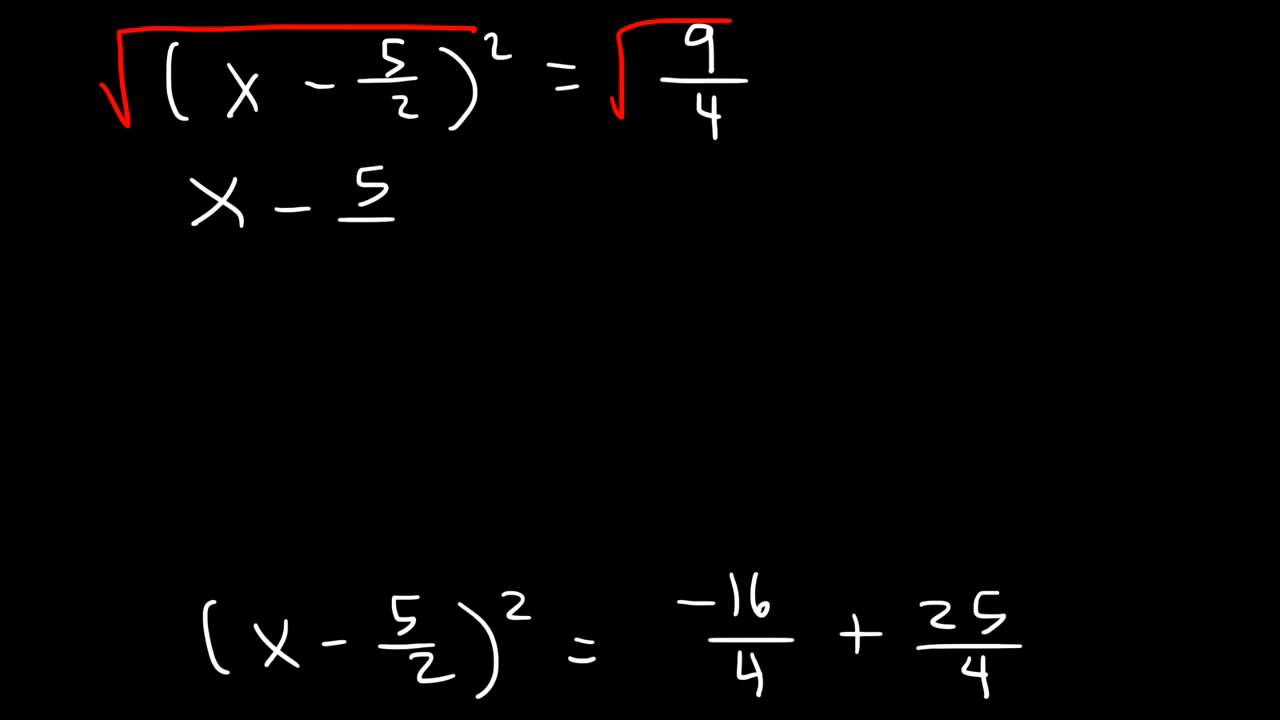 √(x - 5/2)² = √9/4
x - 5/
(x - 5/2)² = -16/4 + 25/4